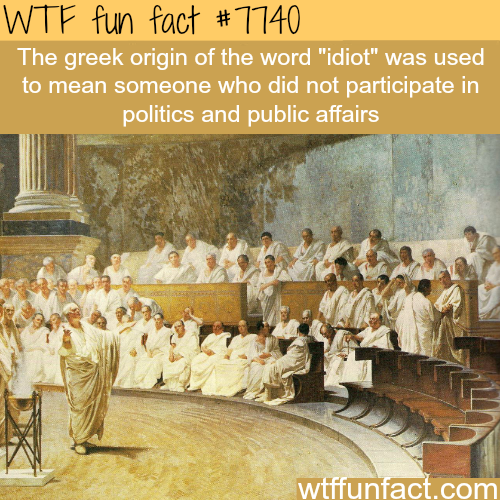 WTF fun fact #7740
The greek origin of the word "idiot" was used
to mean someone who did not participate in
politics and public affairs
wtffunfact.com